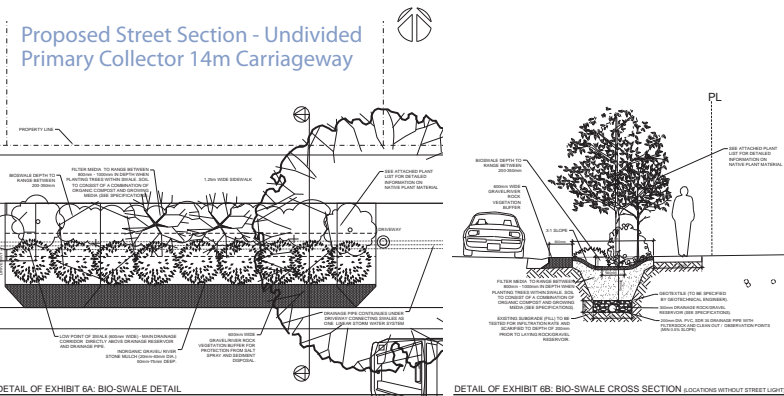 Proposed Street Section - Undivided
Primary Collector 14m Carriageway
PROPERTY LINE
BIOSWALE DEPTH TO
RANGE BETWEEN
200-350mm
FILTER MEDIA TO RANGE BETWEEN
800mm - 1000mm IN DEPTH WHEN
PLANTING TREES WITHIN SWALE. SOIL
TO CONSIST OF A COMBINATION OF
ORGANIC COMPOST AND GROWING
MEDIA (SEE SPECIFICATIONS)
1.25m WIDE SIDEWALK
SEE ATTACHED PLANT
LIST FOR DETAILED
INFORMATION ON
NATIVE PLANT MATERIAL
DRIVEWAY
LOW POINT OF SWALE (600mm WIDE) - MAIN DRAINAGE
CORRIDOR DIRECTLY ABOVE DRAINAGE RESERVOIR
AND DRAINAGE PIPE.
INORGANIC GRAVEL/ RIVER
STONE MULCH (20mm-40mm DIA.)
50mm-75mm DEEP.
600mm WIDE
GRAVEL/RIVER ROCK
VEGETATION BUFFER FOR
PROTECTION FROM SALT
SPRAY AND SEDIMENT
DISPOSAL.
DRAINAGE PIPE CONTIUNUES UNDER
DRIVEWAY CONNECTING SWALES AS
ONE LINEAR STORM WATER SYSTEM
DETAIL OF EXHIBIT 6A: BIO-SWALE DETAIL
PL
BIOSWALE DEPTH TO
RANGE BETWEEN
200-350mm
600mm WIDE
GRAVEL/RIVER
ROCK
VEGETATION
BUFFER
3:1 SLOPE
SEE ATTACHED PLANT
LIST FOR DETAILED
INFORMATION ON
NATIVE PLANT MATERIAL
FILTER MEDIA TO RANGE BETWEEN
800mm - 1000mm IN DEPTH WHEN
PLANTING TREES WITHIN SWALE. SOIL
TO CONSIST OF A COMBINATION OF
ORGANIC COMPOST AND GROWING
MEDIA (SEE SPECIFICATIONS)
EXISTING SUBGRADE (FILL) TO BE
TESTED FOR INFILTRATION RATE AND
SCARIFIED TO DEPTH OF 200mm
PRIOR TO LAYING ROCK/GRAVEL
RESERVOIR.
GEOTEXTILE (TO BE SPECIFIED
BY GEOTECHNICAL ENGINEER).
300mm DRAINAGE ROCK/GRAVEL
RESERVOIR (SEE SPECIFICATIONS).
200mm DIA. PVC, SDR 35 DRAINAGE PIPE WITH
FILTERSOCK AND CLEAN OUT / OBSERVATION POINTS
DETAIL OF EXHIBIT 6B: BIO-SWALE CROSS SECTION (LOCATIONS WITHOUT STREET LIGHT